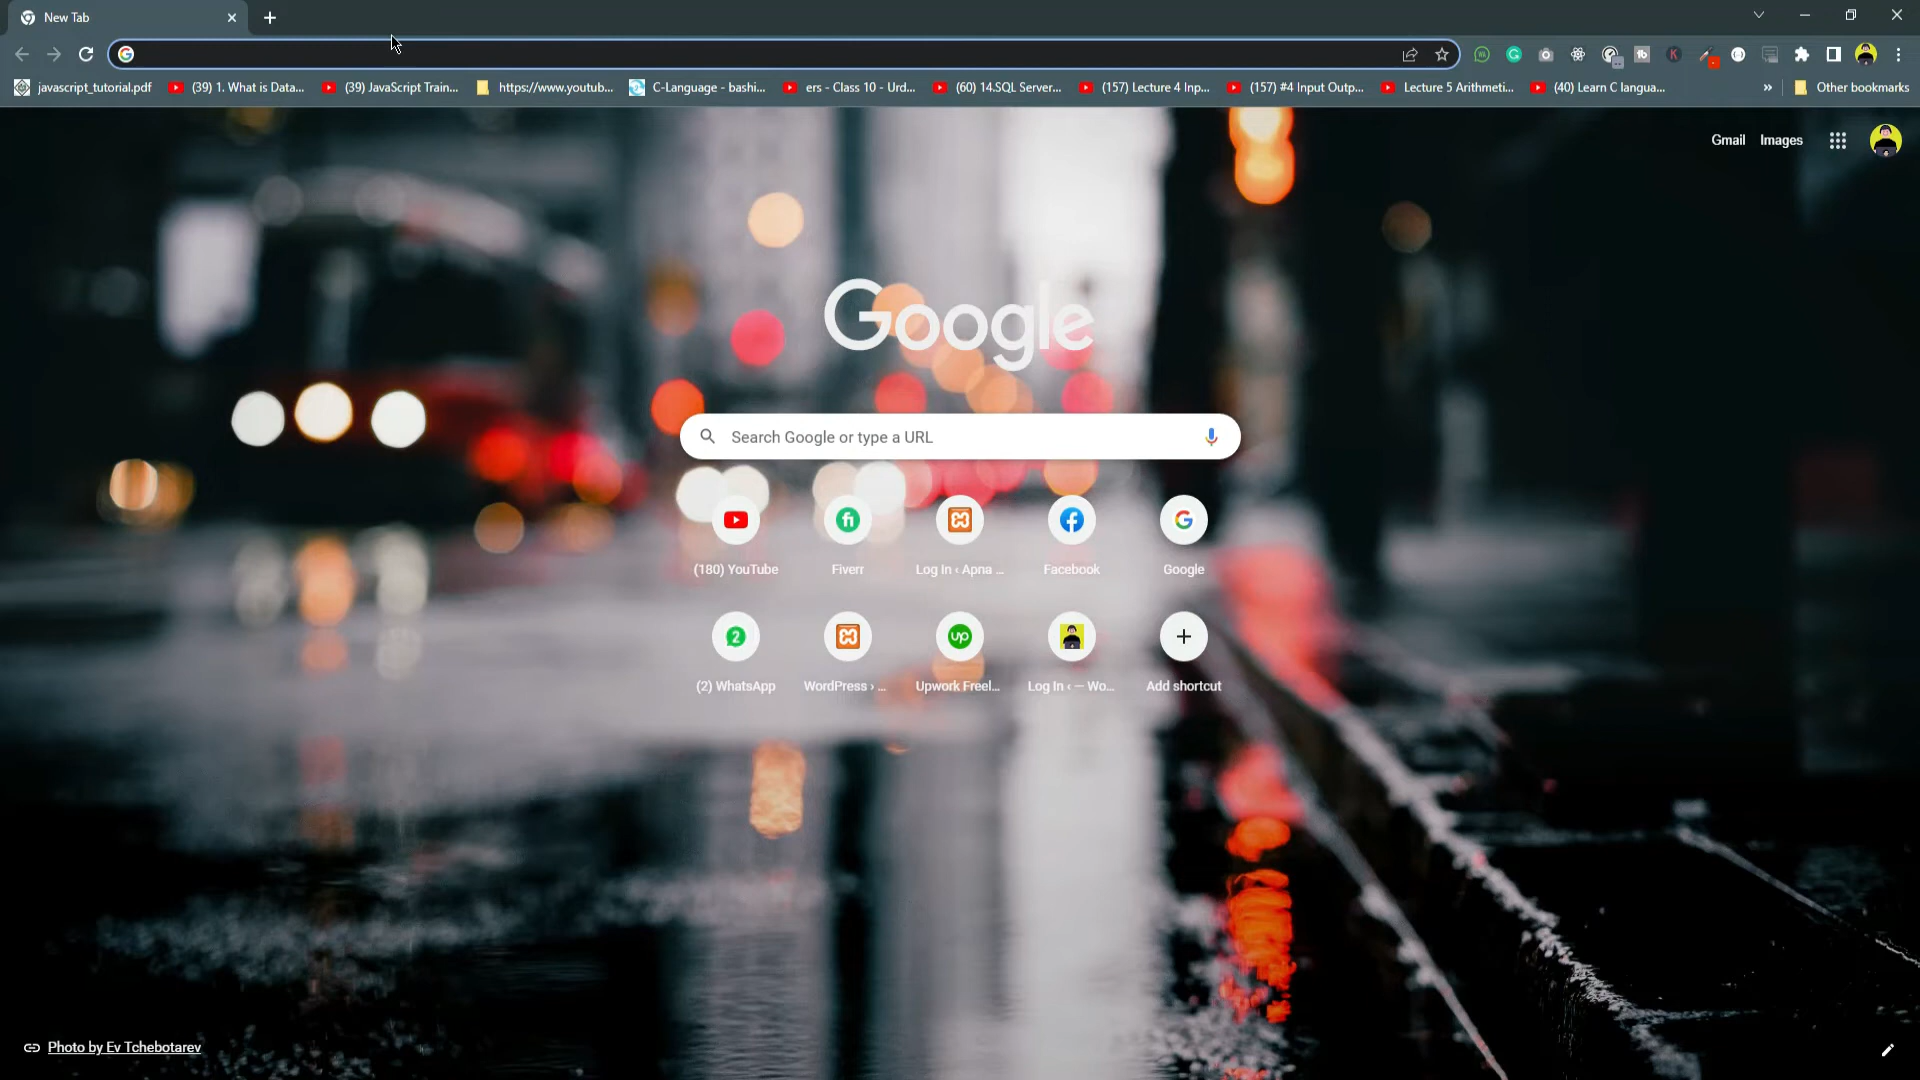 New Tab
javascript_tutorial.pdf (39) 1. What is Data... (39) JavaScript Train... https://www.youtub... C-Language - bashi... ers - Class 10 - Urd... (60) 14.SQL Server... (157) Lecture 4 Inp... (157) #4 Input Outp... Lecture 5 Arithmeti... (40) Learn C langua... » Other bookmarks
Gmail Images
Google
Search Google or type a URL
(180) YouTube Fiverr Log In ‹ Apna ... Facebook Google
(2) WhatsApp WordPress › ... Upwork Freel... Log In ‹ — Wo... Add shortcut
Photo by Ev Tchebotarev